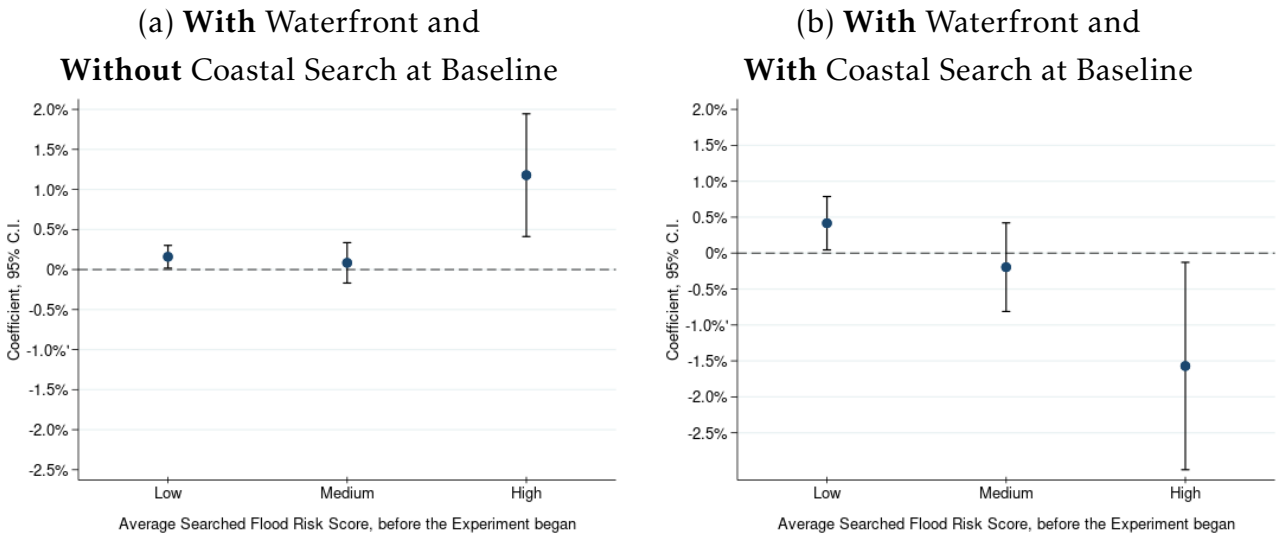 (a) With Waterfront and
Without Coastal Search at Baseline
2.0%
1.5%
1.0%
0.5%
0%
-0.5%
-1.0%'
-1.5%
-2.0%
-2.5%
Coefficient, 95% C.I.
Low Medium High
Average Searched Flood Risk Score, before the Experiment began
(b) With Waterfront and
With Coastal Search at Baseline
2.0%
1.5%
1.0%
0.5%
0%
-0.5%
-1.0%'
-1.5%
-2.0%
-2.5%
Coefficient, 95% C.I.
Low Medium High
Average Searched Flood Risk Score, before the Experiment began